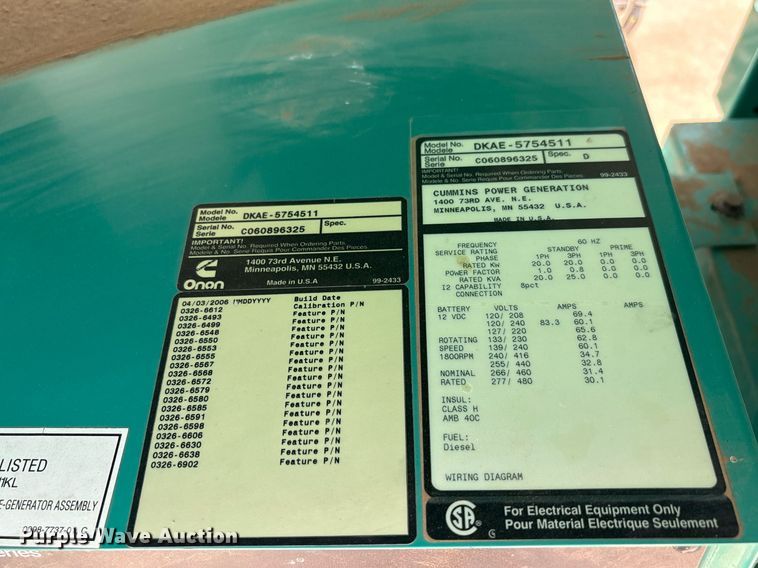 Model No. DKAE-5754511
Modele
Serial No. C060896325 Spec.
Serie
IMPORTANT!
Model & Serial No. Required When Ordering Parts.
Model & No. Serie Requis Pour Commander Des Pieces.
1400 73rd Avenue N.E.
Minneapolis, MN 55432 U.S.A.
Onan
Made in U.S.A 99-2433
04/03/2006 MMDDYYYY Build Date
0326-6612 Calibration P/N
0326-6493 Feature P/N
0326-6499 Feature P/N
0326-6548 Feature P/N
0326-6550 Feature P/N
0326-6553 Feature P/N
0326-6555 Feature P/N
0326-6567 Feature P/N
0326-6568 Feature P/N
0326-6572 Feature P/N
0326-6579 Feature P/N
0326-6580 Feature P/N
0326-6585 Feature P/N
0326-6591 Feature P/N
0326-6598 Feature P/N
0326-6606 Feature P/N
0326-6630 Feature P/N
0326-6638 Feature P/N
0326-6902 Feature P/N
Model No. DKAE-5754511
Modele
Serial No. C060896325 Spec. D
Serie
IMPORTANT!
Model & Serial No. Required When Ordering Parts.
Model & No. Serie Requis Pour Commander Des Pieces. 99-2433
CUMMINS POWER GENERATION
1400 73RD AVE. N.E.
MINNEAPOLIS, MN 55432 U.S.A.
MADE IN U.S.A.
FREQUENCY 60 HZ
SERVICE RATING STANDBY PRIME
PHASE 1PH 3PH 1PH 3PH
RATED Kw 20.0 20.0 0.0 0.0
POWER FACTOR 1.0 0.8 0.0 0.0
RATED KVA 20.0 25.0 0.0 0.0
I2 CAPABILITY 8pct
CONNECTION
BATTERY VOLTS AMPS AMPS
12 VDC 120/ 208 69.4
120/ 240 83.3 60.1
127/ 220 65.6
ROTATING 133/ 230 62.8
SPEED 139/ 240 60.1
1800RPM 240/ 416 34.7
255/ 440 32.8
NOMINAL 266/ 460 31.4
RATED 277/ 480 30.1
INSUL:
CLASS H
AMB 40C
FUEL:
Diesel
WIRING DIAGRAM
For Electrical Equipment Only
Pour Material Electrique Seulement
G
LISTED
1KL
E-GENERATOR ASSEMBLY
Purple Wave Auction